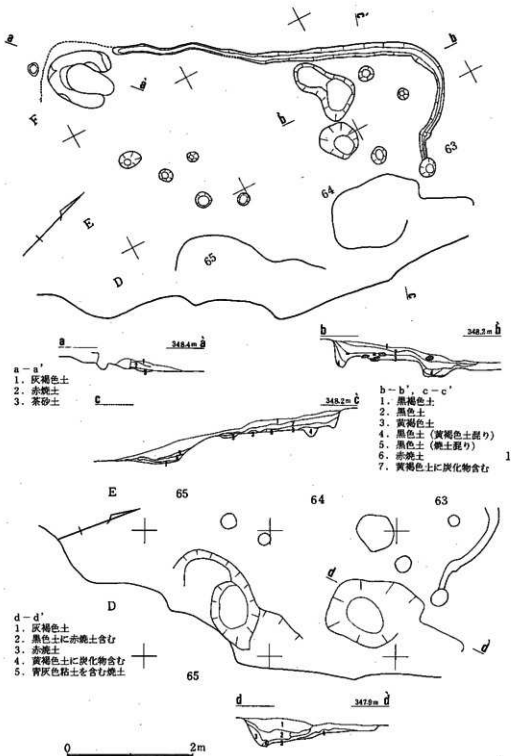 a
b
c
F
a'
b'
63
64
E
65
D
c'
a 348.4m a'
b 348.2m b'
a－a'
1. 灰褐色土
2. 赤焼土
3. 茶砂土
c 348.2m c'
b－b', c－c'
1. 黒褐色土
2. 黒色土
3. 黄褐色土
4. 黒色土（黄褐色土混り）
5. 黒色土（焼土混り）
6. 赤焼土
7. 黄褐色土に炭化物含む
1
E 65 64 63
D
d
d'
65
d－d'
1. 灰褐色土
2. 黒色土に赤焼土含む
3. 赤焼土
4. 黄褐色土に炭化物含む
5. 青灰色粘土を含む焼土
d 347.9m d'
0 2m